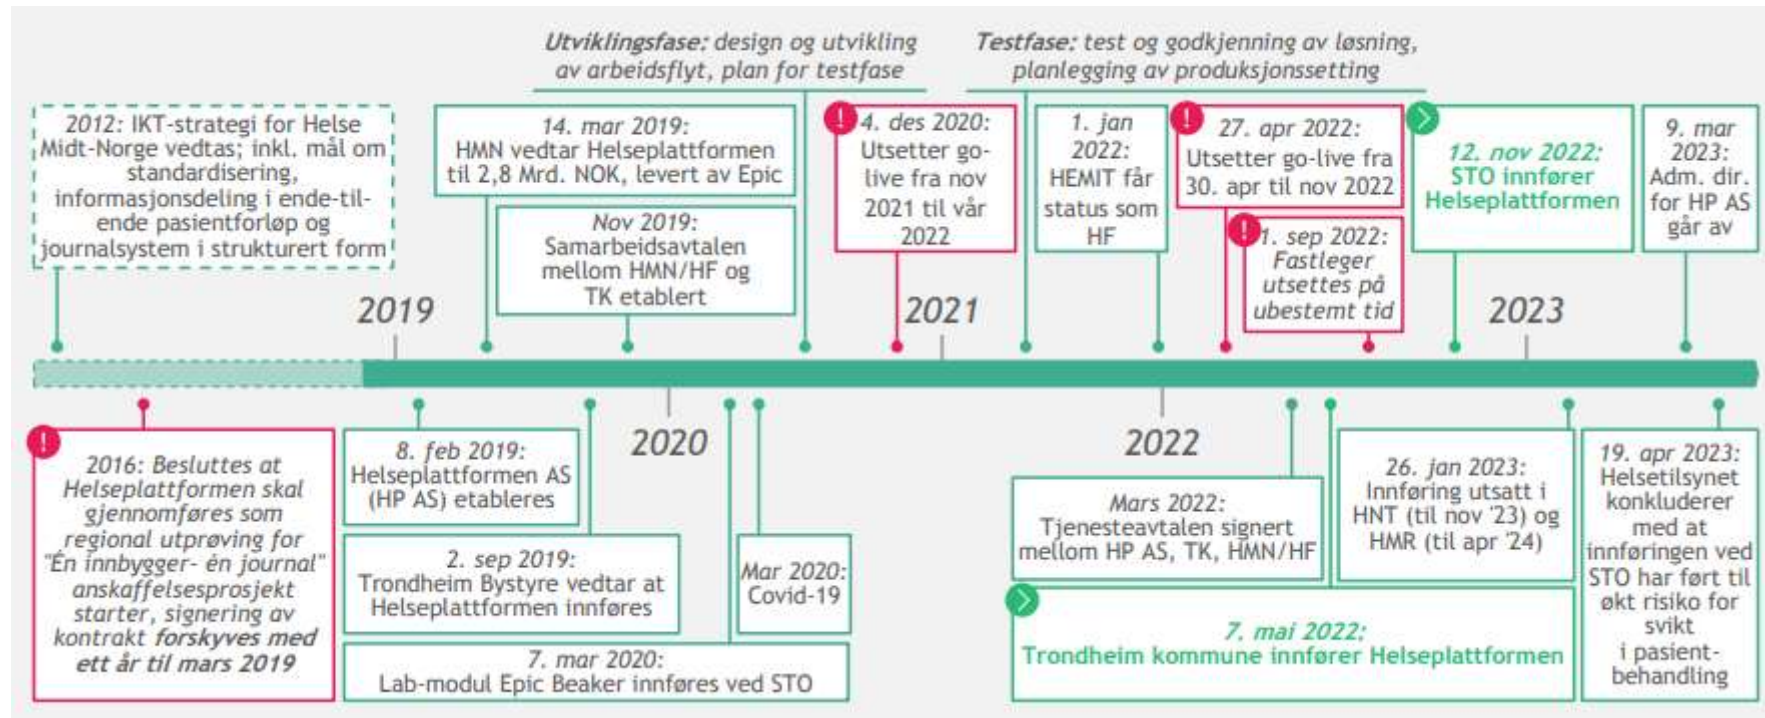 Utviklingsfase: design og utvikling
av arbeidsflyt, plan for testfase
Testfase: test og godkjenning av løsning,
planlegging av produksjonssetting
2012: IKT-strategi for Helse
Midt-Norge vedtas; inkl. mål om
standardisering,
informasjonsdeling i ende-til-
ende pasientforløp og
journalsystem i strukturert form
14. mar 2019:
HMN vedtar Helseplattformen
til 2,8 Mrd. NOK, levert av Epic
Nov 2019:
Samarbeidsavtalen
mellom HMN/HF og
TK etablert
!
4. des 2020:
Utsetter go-
live fra nov
2021 til vår
2022
1. jan
2022:
HEMIT får
status som
HF
!
27. apr 2022:
Utsetter go-live fra
30. apr til nov 2022
!
1. sep 2022:
Fastleger
utsettes på
ubestemt tid
12. nov 2022:
STO innfører
Helseplattformen
9. mar
2023:
Adm. dir.
for HP AS
går av
2019
2021
2023
2020
2022
!
2016: Besluttes at
Helseplattformen skal
gjennomføres som
regional utprøving for
"Én innbygger- én journal"
anskaffelsesprosjekt
starter, signering av
kontrakt forskyves med
ett år til mars 2019
8. feb 2019:
Helseplattformen AS
(HP AS) etableres
2. sep 2019:
Trondheim Bystyre vedtar at
Helseplattformen innføres
7. mar 2020:
Lab-modul Epic Beaker innføres ved STO
Mar 2020:
Covid-19
Mars 2022:
Tjenesteavtalen signert
mellom HP AS, TK, HMN/HF
7. mai 2022:
Trondheim kommune innfører Helseplattformen
26. jan 2023:
Innføring utsatt i
HNT (til nov '23) og
HMR (til apr '24)
19. apr 2023:
Helsetilsynet
konkluderer
med at
innføringen ved
STO har ført til
økt risiko for
svikt
i pasient-
behandling